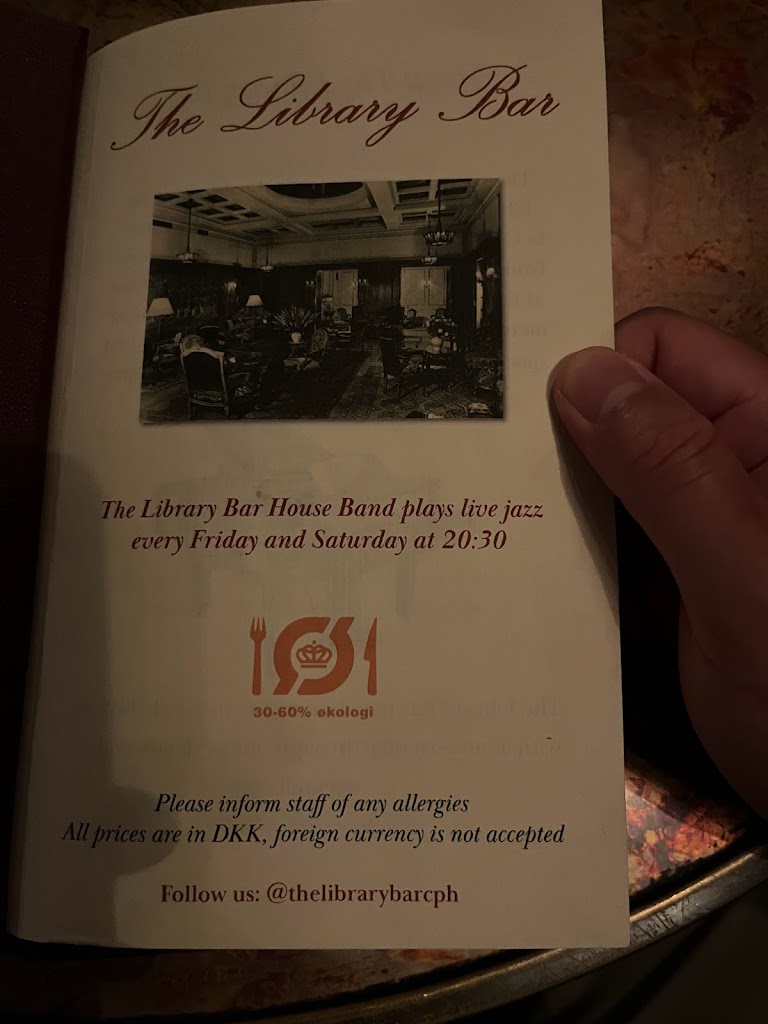 The Library Bar
The Library Bar House Band plays live jazz
every Friday and Saturday at 20:30
Ø
30-60% økologi
Please inform staff of any allergies
All prices are in DKK, foreign currency is not accepted
Follow us: @thelibrarybarcph